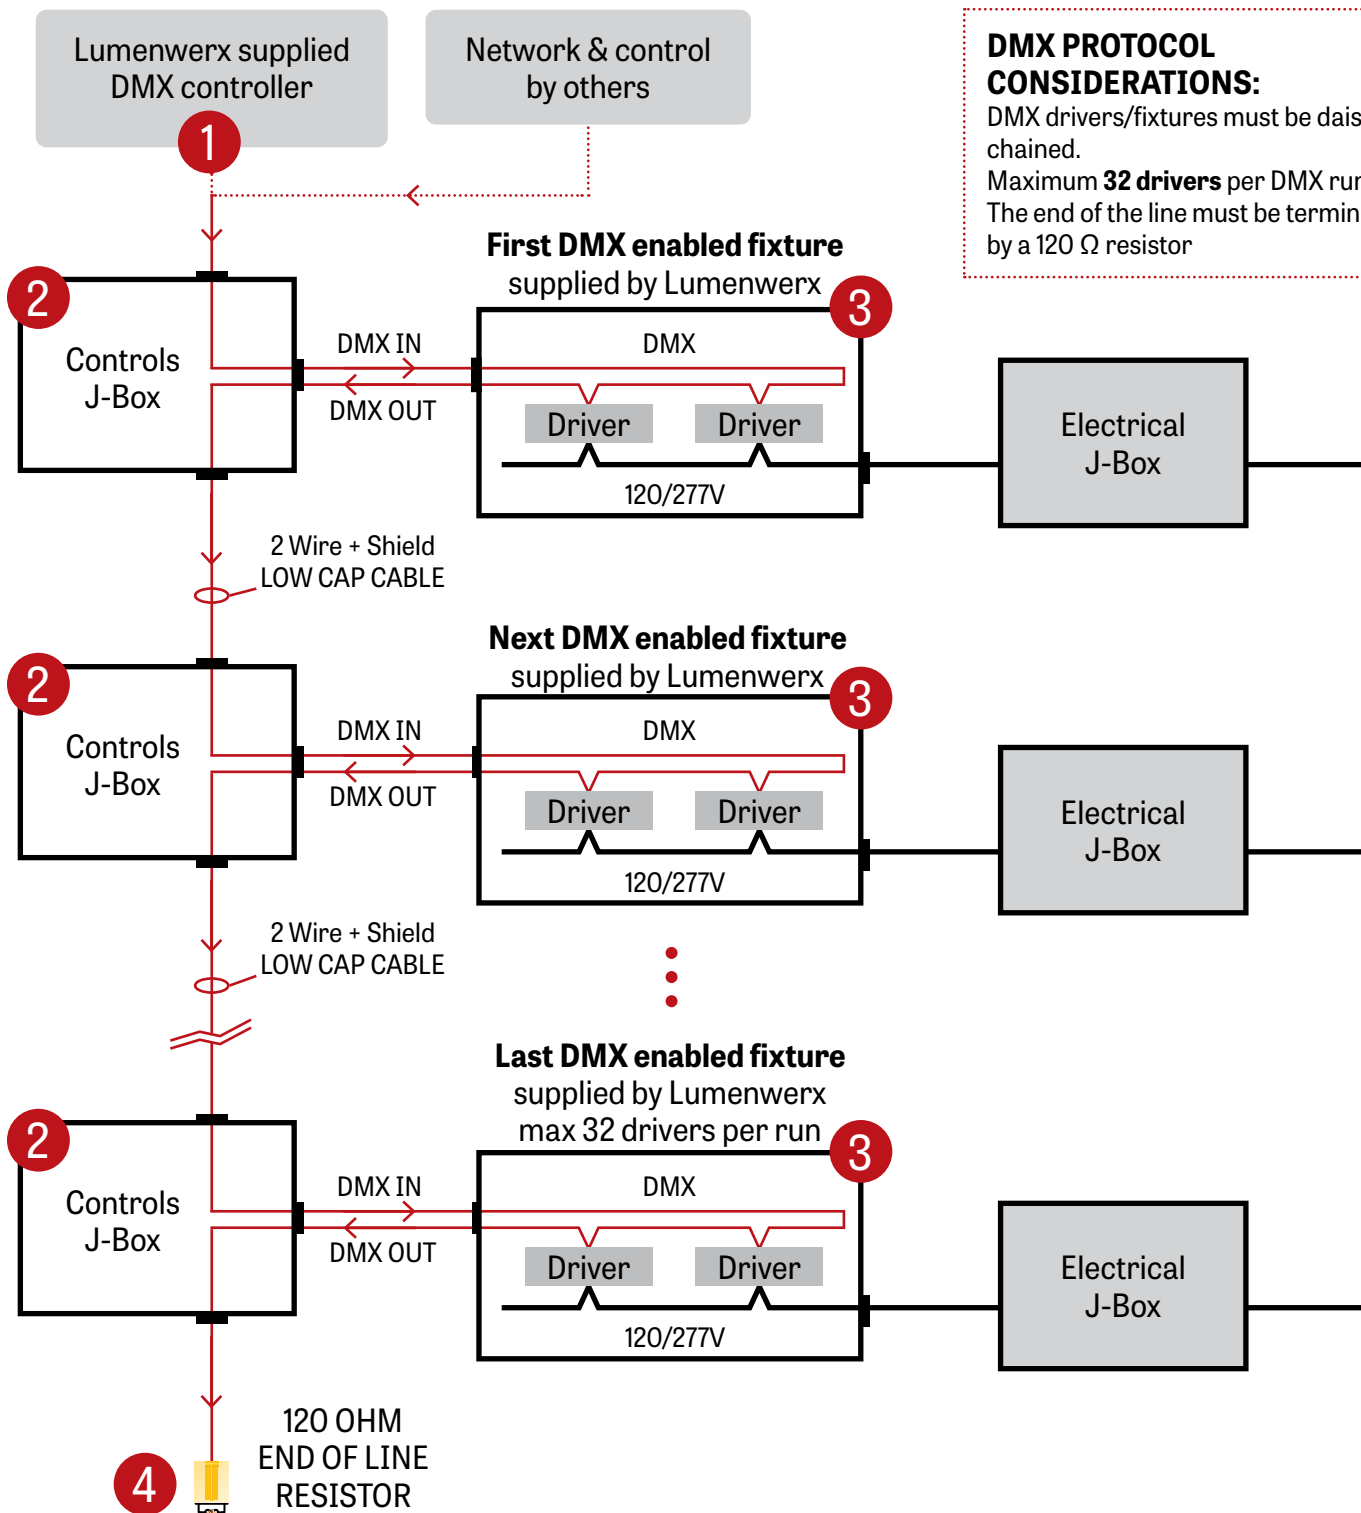 Lumenwerx supplied
DMX controller
1
Network & control
by others
DMX PROTOCOL
CONSIDERATIONS:
DMX drivers/fixtures must be dais
chained.
Maximum 32 drivers per DMX run
The end of the line must be termin
by a 120 Ω resistor
First DMX enabled fixture
supplied by Lumenwerx
2
Controls
J-Box
DMX IN
DMX OUT
3
DMX
Driver
Driver
120/277V
Electrical
J-Box
2 Wire + Shield
LOW CAP CABLE
Next DMX enabled fixture
supplied by Lumenwerx
2
Controls
J-Box
DMX IN
DMX OUT
3
DMX
Driver
Driver
120/277V
Electrical
J-Box
2 Wire + Shield
LOW CAP CABLE
Last DMX enabled fixture
supplied by Lumenwerx
max 32 drivers per run
2
Controls
J-Box
DMX IN
DMX OUT
3
DMX
Driver
Driver
120/277V
Electrical
J-Box
4
120 OHM
END OF LINE
RESISTOR